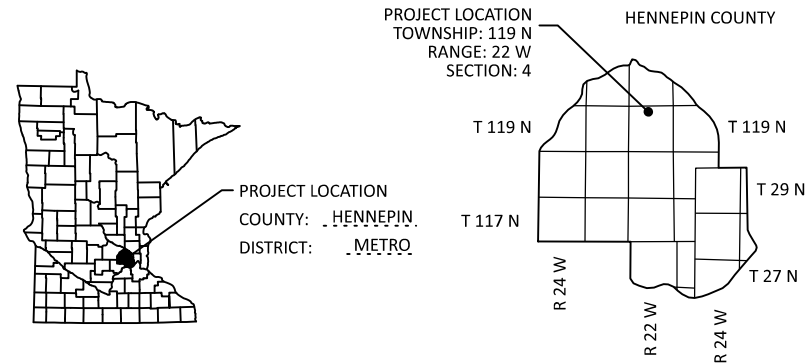 PROJECT LOCATION
TOWNSHIP: 119 N
RANGE: 22 W
SECTION: 4
HENNEPIN COUNTY
T 119 N
T 119 N
T 29 N
T 117 N
T 27 N
R 24 W
R 22 W
R 24 W
PROJECT LOCATION
COUNTY: HENNEPIN
DISTRICT: METRO